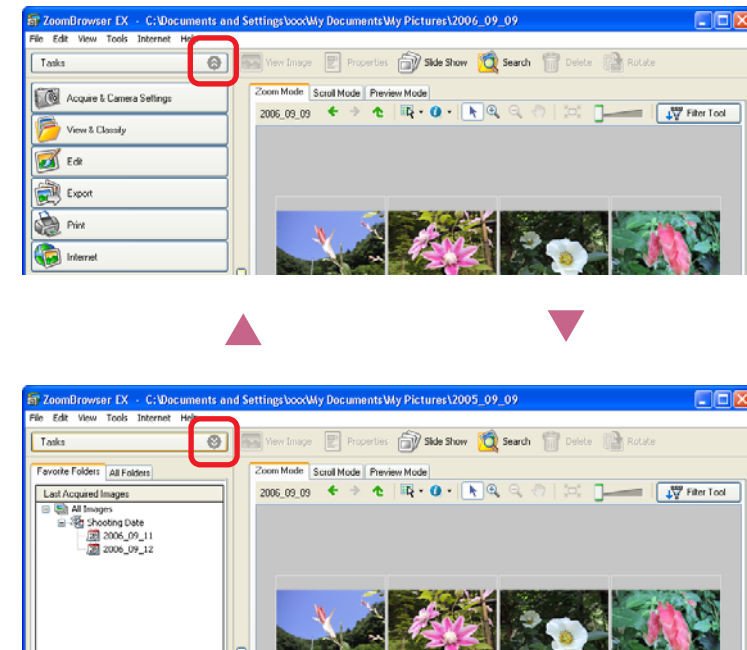 ZoomBrowser EX - C:\Documents and Settings\xxx\My Documents\My Pictures\2006_09_09
File Edit View Tools Internet Help
Tasks View Image Properties Slide Show Search Delete Rotate
Acquire & Camera Settings
View & Classify
Edit
Export
Print
Internet
Zoom Mode Scroll Mode Preview Mode
2006_09_09 Filter Tool
ZoomBrowser EX - C:\Documents and Settings\xxx\My Documents\My Pictures\2005_09_09
File Edit View Tools Internet Help
Tasks View Image Properties Slide Show Search Delete Rotate
Favorite Folders All Folders
Last Acquired Images
All Images
Shooting Date
2006_09_11
2006_09_12
Zoom Mode Scroll Mode Preview Mode
2006_09_09 Filter Tool